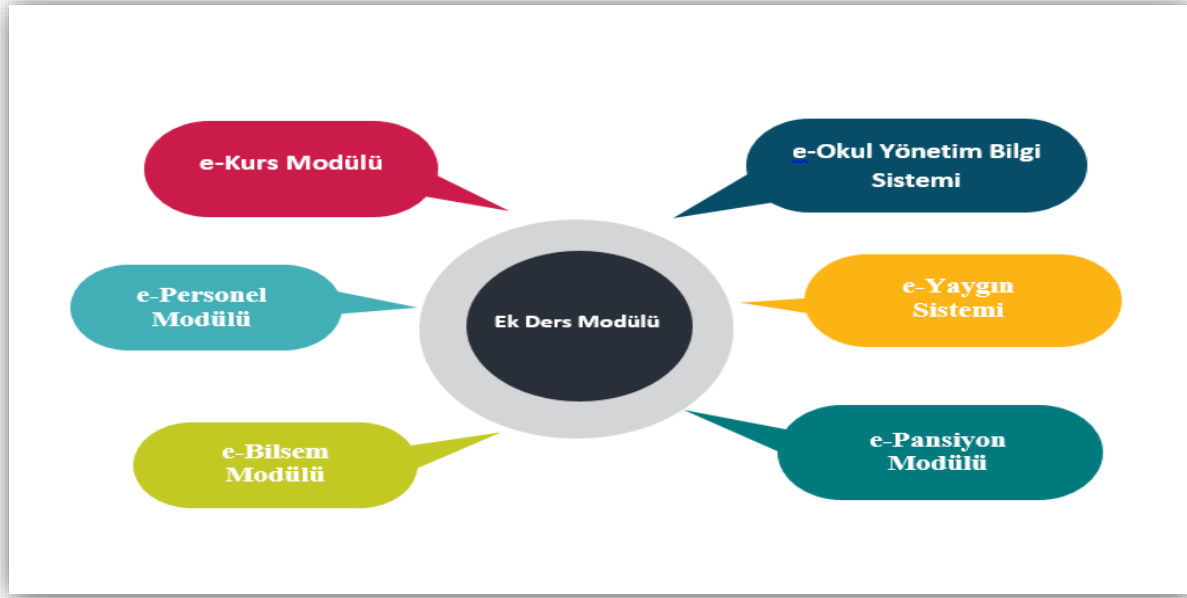 e-Kurs Modülü
e-Okul Yönetim Bilgi
Sistemi
e-Personel
Modülü
Ek Ders Modülü
e-Yaygın
Sistemi
e-Bilsem
Modülü
e-Pansiyon
Modülü